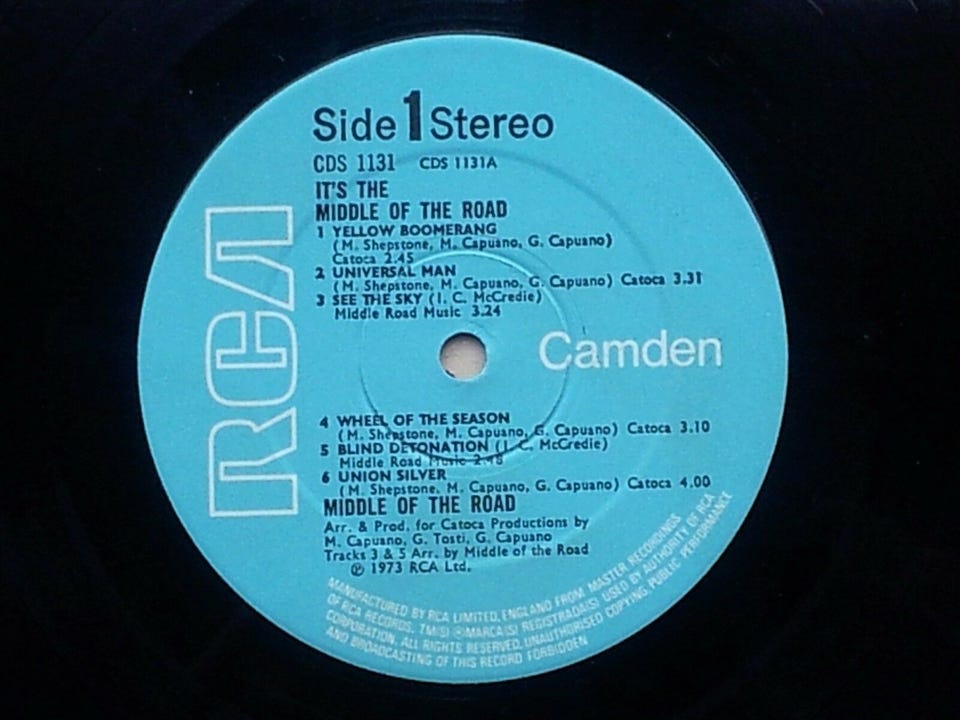 Side 1 Stereo
CDS 1131 CDS 1131A
IT'S THE
MIDDLE OF THE ROAD
1 YELLOW BOOMERANG
(M. Shepstone, M. Capuano, G. Capuano)
Catoca 2.45
2 UNIVERSAL MAN
(M. Shepstone, M. Capuano, G. Capuano) Catoca 3.31
3 SEE THE SKY (I. C. McCredie)
Middle Road Music 3.24
RCA
Camden
4 WHEEL OF THE SEASON
(M. Shepstone, M. Capuano, G. Capuano) Catoca 3.10
5 BLIND DETONATION (I. C. McCredie)
Middle Road Music 2.48
6 UNION SILVER
(M. Shepstone, M. Capuano, G. Capuano) Catoca 4.00
MIDDLE OF THE ROAD
Arr. & Prod. for Catoca Productions by
M. Capuano, G. Tosti, G. Capuano
Tracks 3 & 5 Arr. by Middle of the Road
℗ 1973 RCA Ltd.
MANUFACTURED BY RCA LIMITED, ENGLAND FROM MASTER RECORDINGS
OF RCA RECORDS. TM(S) ® MARCA(S) REGISTRADA(S) USED BY AUTHORITY OF RCA
CORPORATION. ALL RIGHTS RESERVED. UNAUTHORISED COPYING, PUBLIC PERFORMANCE
AND BROADCASTING OF THIS RECORD FORBIDDEN